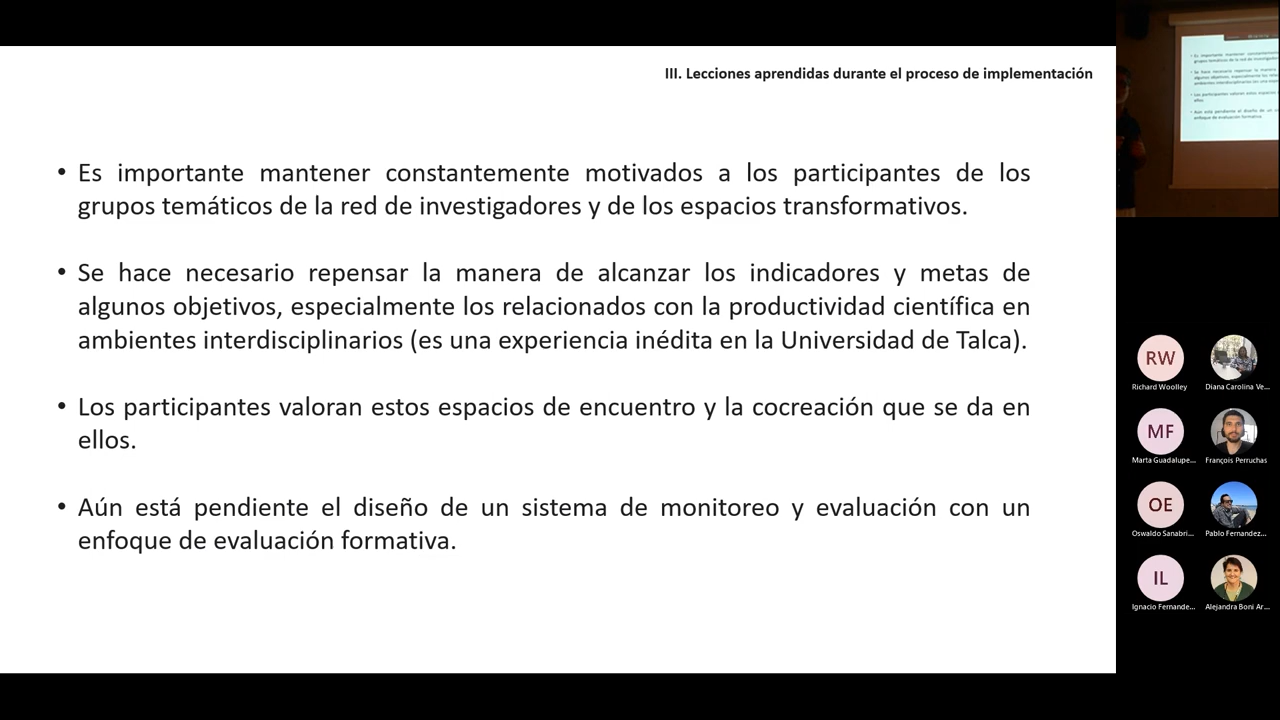 III. Lecciones aprendidas durante el proceso de implementación
• Es importante mantener constantemente motivados a los participantes de los
grupos temáticos de la red de investigadores y de los espacios transformativos.
• Se hace necesario repensar la manera de alcanzar los indicadores y metas de
algunos objetivos, especialmente los relacionados con la productividad científica en
ambientes interdisciplinarios (es una experiencia inédita en la Universidad de Talca).
• Los participantes valoran estos espacios de encuentro y la cocreación que se da en
ellos.
• Aún está pendiente el diseño de un sistema de monitoreo y evaluación con un
enfoque de evaluación formativa.
RW
Richard Woolley
Diana Carolina Ve...
MF
Marta Guadalupe...
François Perruchas
OE
Oswaldo Sanabri...
Pablo Fernandez...
IL
Ignacio Fernande...
Alejandra Boni Ar...